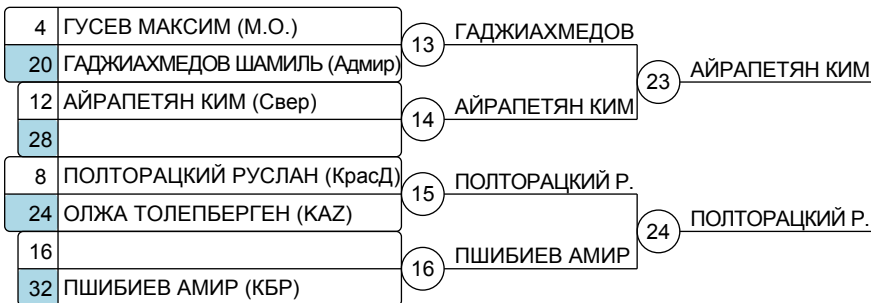 4 ГУСЕВ МАКСИМ (М.О.)
20 ГАДЖИАХМЕДОВ ШАМИЛЬ (Адмир)
13 ГАДЖИАХМЕДОВ
12 АЙРАПЕТЯН КИМ (Свер)
28
14 АЙРАПЕТЯН КИМ
23 АЙРАПЕТЯН КИМ
8 ПОЛТОРАЦКИЙ РУСЛАН (КрасД)
24 ОЛЖА ТОЛЕПБЕРГЕН (KAZ)
15 ПОЛТОРАЦКИЙ Р.
16
32 ПШИБИЕВ АМИР (КБР)
16 ПШИБИЕВ АМИР
24 ПОЛТОРАЦКИЙ Р.